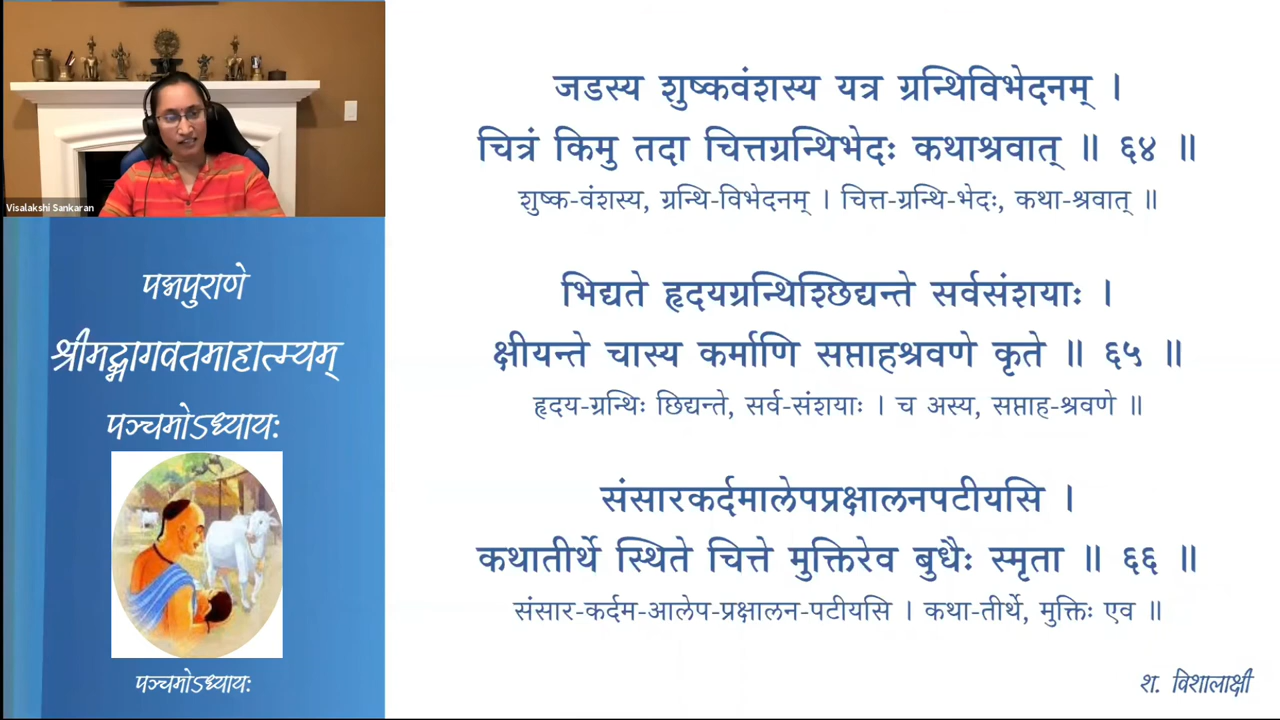 Visalakshi Sankaran
पद्मपुराणे
श्रीमद्भागवतमाहात्म्यम्
पञ्चमोऽध्यायः
पञ्चमोऽध्यायः
जडस्य शुष्कवंशस्य यत्र ग्रन्थिविभेदनम् ।
चित्रं किमु तदा चित्तग्रन्थिभेदः कथाश्रवात् ॥ ६४ ॥
शुष्क-वंशस्य, ग्रन्थि-विभेदनम् । चित्त-ग्रन्थि-भेदः, कथा-श्रवात् ॥
भिद्यते हृदयग्रन्थिश्छिद्यन्ते सर्वसंशयाः ।
क्षीयन्ते चास्य कर्माणि सप्ताहश्रवणे कृते ॥ ६५ ॥
हृदय-ग्रन्थिः छिद्यन्ते, सर्व-संशयाः । च अस्य, सप्ताह-श्रवणे ॥
संसारकर्दमालेपप्रक्षालनपटीयसि ।
कथातीर्थे स्थिते चित्ते मुक्तिरेव बुधैः स्मृता ॥ ६६ ॥
संसार-कर्दम-आलेप-प्रक्षालन-पटीयसि । कथा-तीर्थे, मुक्तिः एव ॥
श. विशालाक्षी